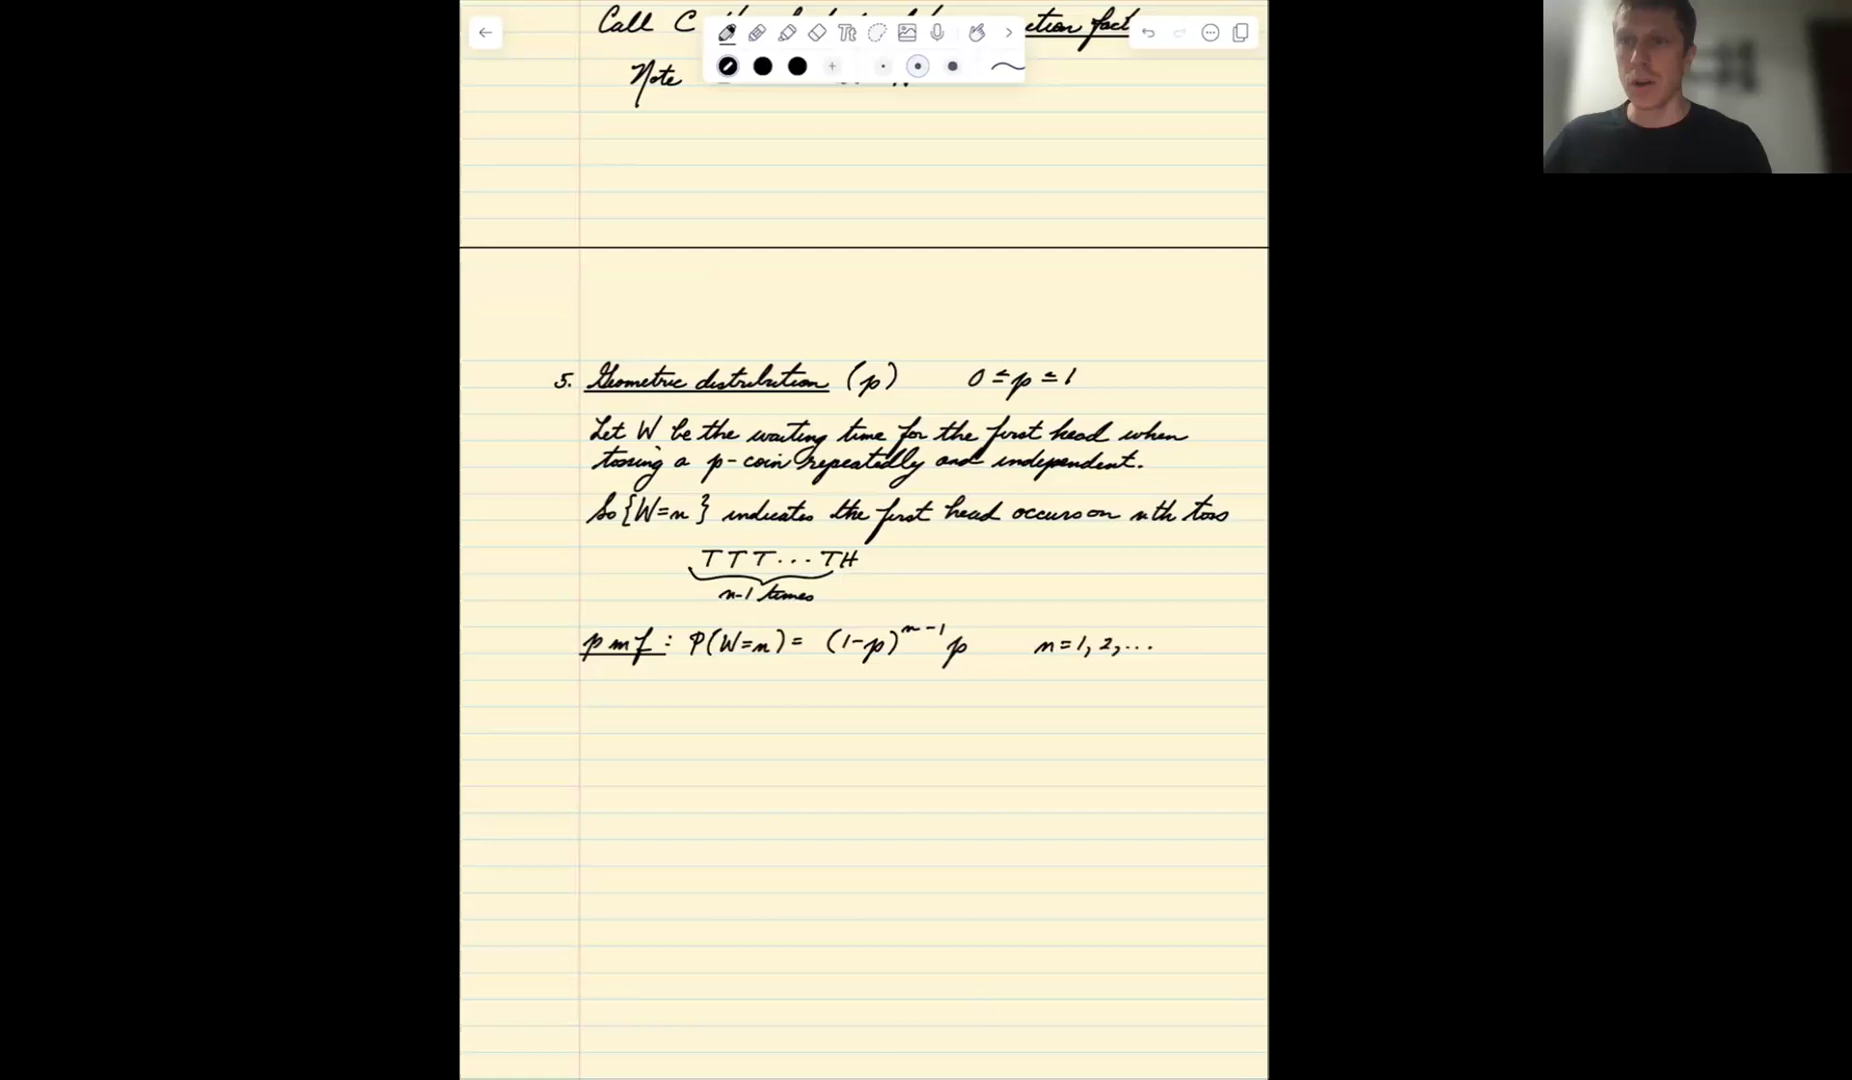 Call C
ction fact
Note
5. Geometric distribution (p) 0 ≤ p ≤ 1
Let W be the waiting time for the first head when
tossing a p-coin repeatedly and independent.
So {W=n} indicates the first head occurs on nth toss
T T T ... T H
n-1 times
pmf: P(W=n) = (1-p)^{n-1} p n=1, 2, ...